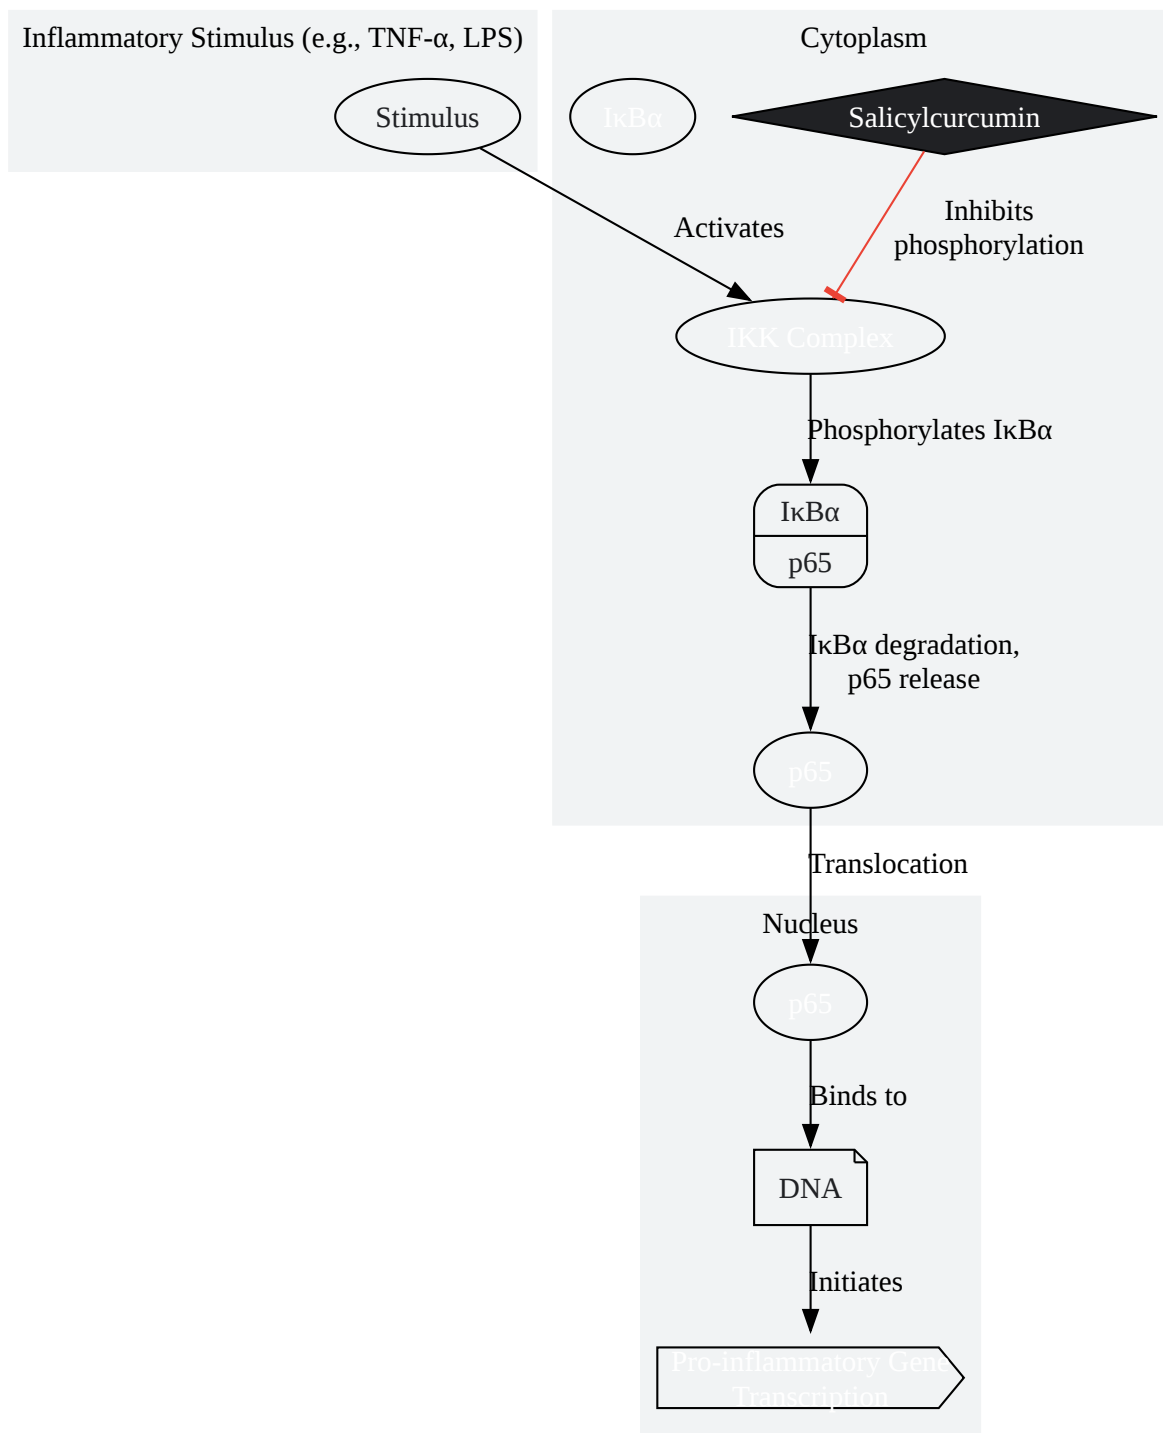 Inflammatory Stimulus (e.g., TNF-α, LPS)
Cytoplasm
Stimulus
IκBα
Salicylcurcumin
Activates
Inhibits
phosphorylation
IKK Complex
Phosphorylates IκBα
IκBα
p65
IκBα degradation,
p65 release
p65
Translocation
Nucleus
p65
Binds to
DNA
Initiates
Pro-inflammatory Gene
Transcription